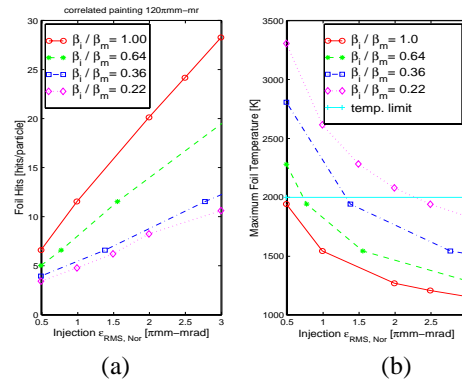 correlated painting 120πmm−mr
β_i / β_m = 1.00
β_i / β_m = 0.64
β_i / β_m = 0.36
β_i / β_m = 0.22
30
25
20
15
10
5
0
Foil Hits [hits/particle]
0.5 1 1.5 2 2.5 3
Injection ε_RMS, Nor [πmm−mrad]
(a)
β_i / β_m = 1.0
β_i / β_m = 0.64
β_i / β_m = 0.36
β_i / β_m = 0.22
temp. limit
3500
3000
2500
2000
1500
1000
Maximum Foil Temperature [K]
0.5 1 1.5 2 2.5
Injection ε_RMS, Nor [πmm−mrad]
(b)